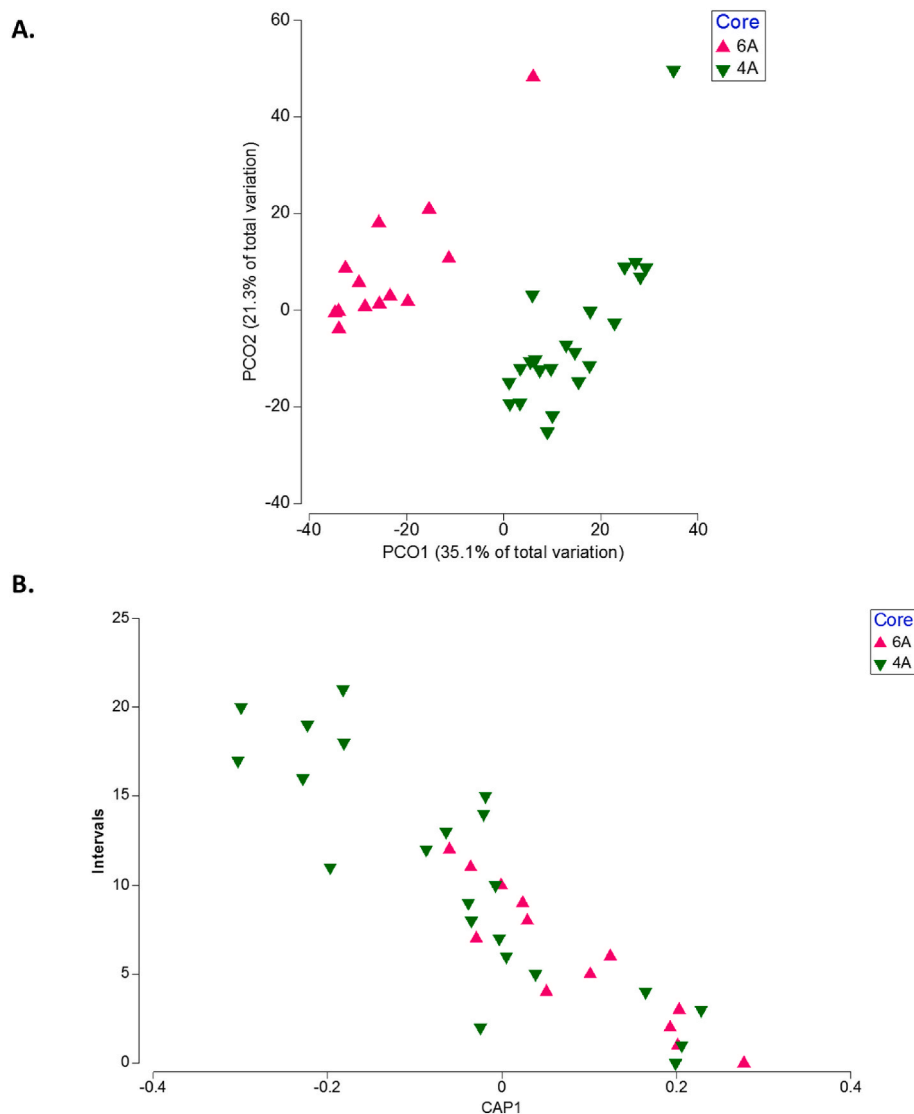 A.
Core
6A
4A
60
40
20
0
-20
-40
PCO2 (21.3% of total variation)
-40
-20
0
20
40
PCO1 (35.1% of total variation)
B.
Core
6A
4A
25
20
15
10
5
0
Intervals
-0.4
-0.2
0
0.2
0.4
CAP1